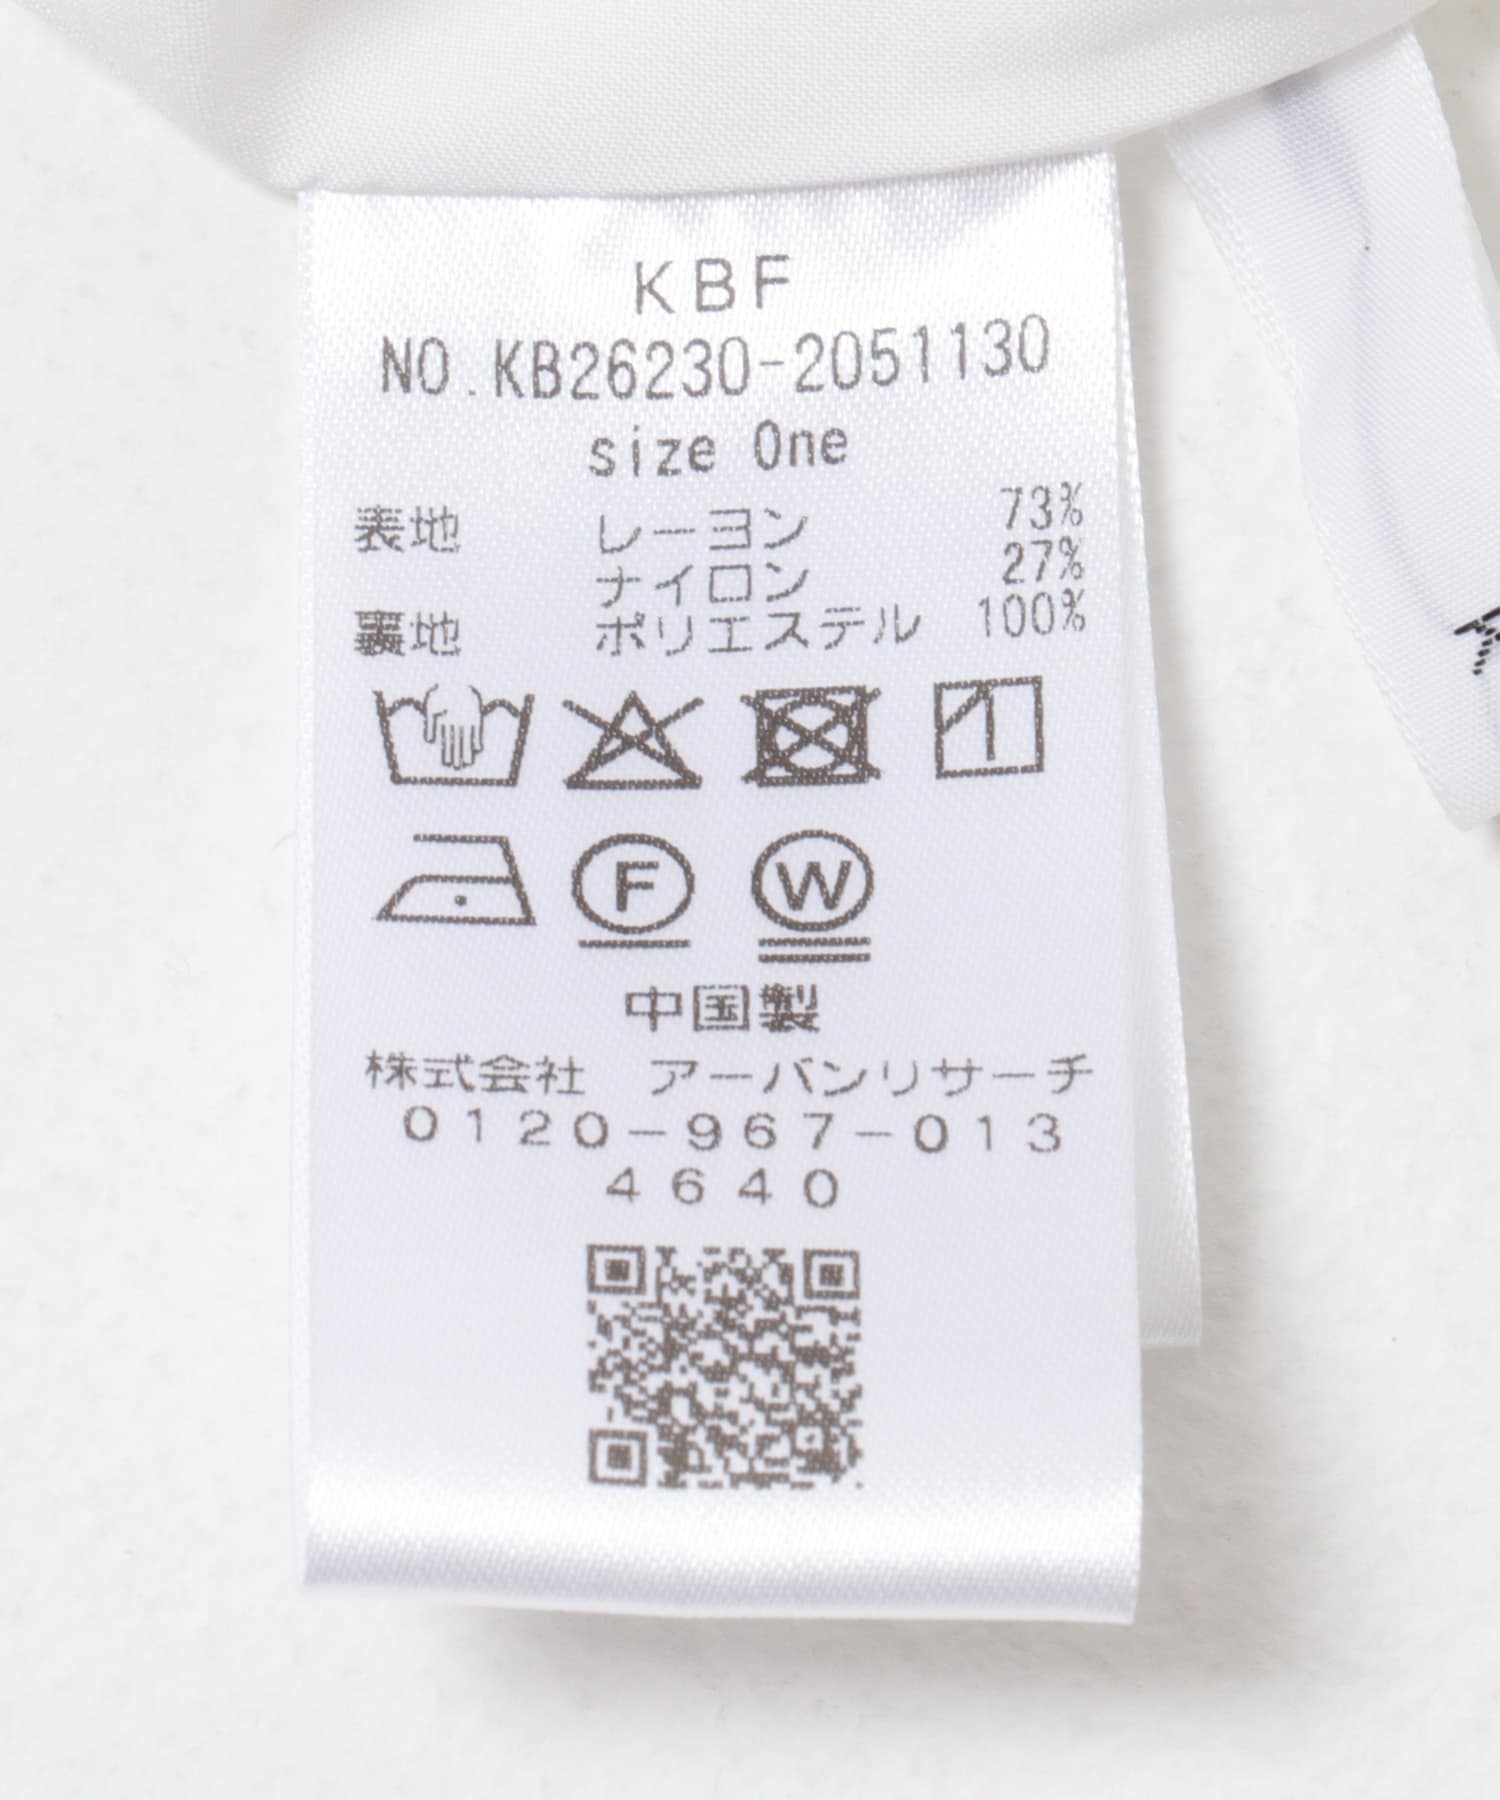 KBF
NO.KB26230-2051130
size One
表地 レーヨン 73%
ナイロン 27%
裏地 ポリエステル 100%
F W
中国製
株式会社 アーバンリサーチ
0120-967-013
4640